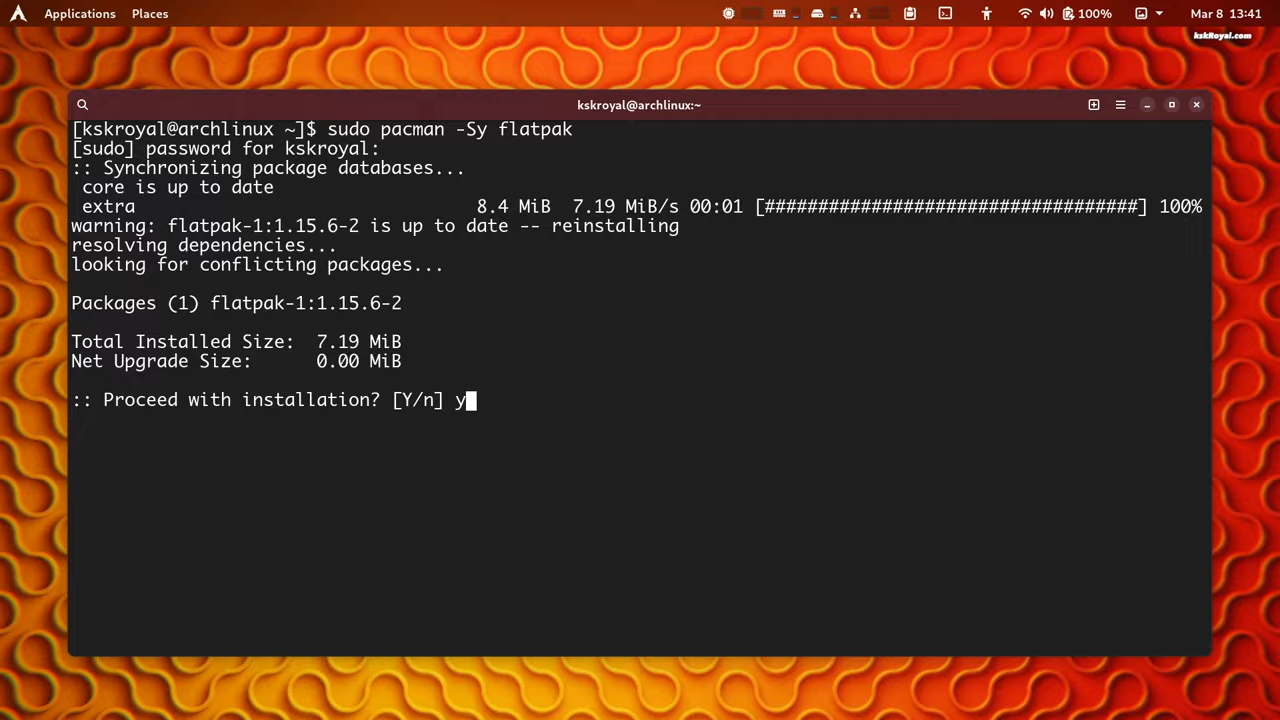 Applications Places 100% Mar 8 13:41
kskRoyal.com
kskroyal@archlinux:~
[kskroyal@archlinux ~]$ sudo pacman -Sy flatpak
[sudo] password for kskroyal:
:: Synchronizing package databases...
core is up to date
extra 8.4 MiB 7.19 MiB/s 00:01 [###################################] 100%
warning: flatpak-1:1.15.6-2 is up to date -- reinstalling
resolving dependencies...
looking for conflicting packages...
Packages (1) flatpak-1:1.15.6-2
Total Installed Size: 7.19 MiB
Net Upgrade Size: 0.00 MiB
:: Proceed with installation? [Y/n] y